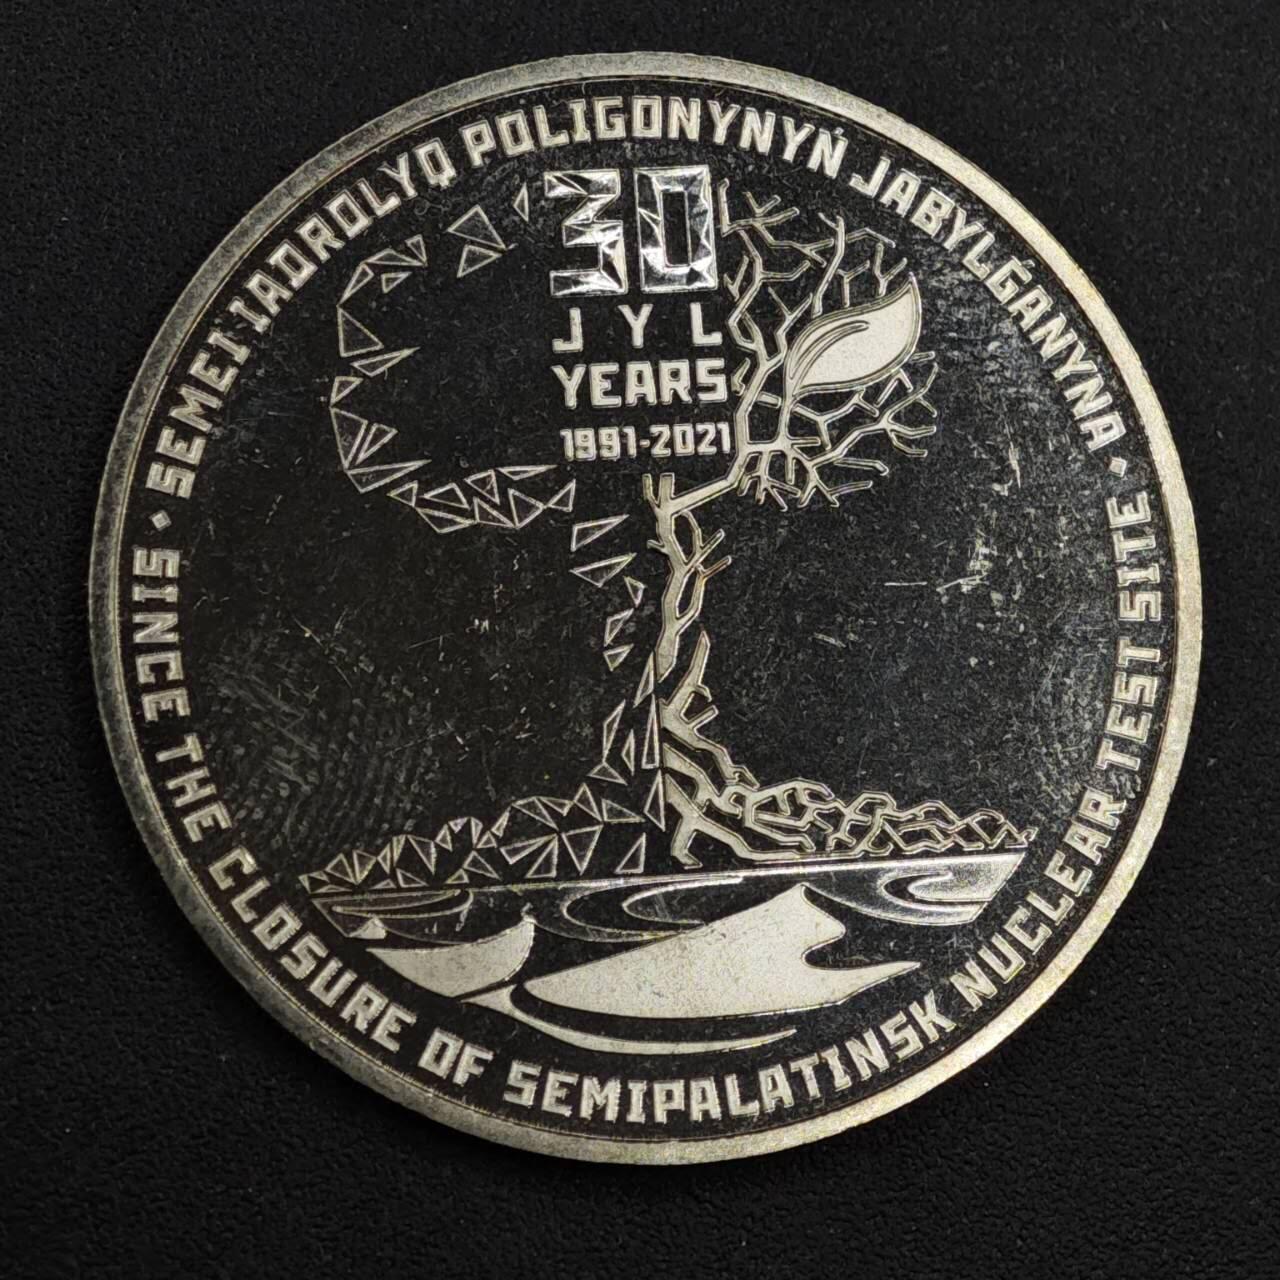 SEMEI IADROLYQ POLIGONYNYŃ JABYLǴANYNA
30
JYL
YEARS
1991-2021
SINCE THE CLOSURE OF SEMIPALATINSK NUCLEAR TEST SITE